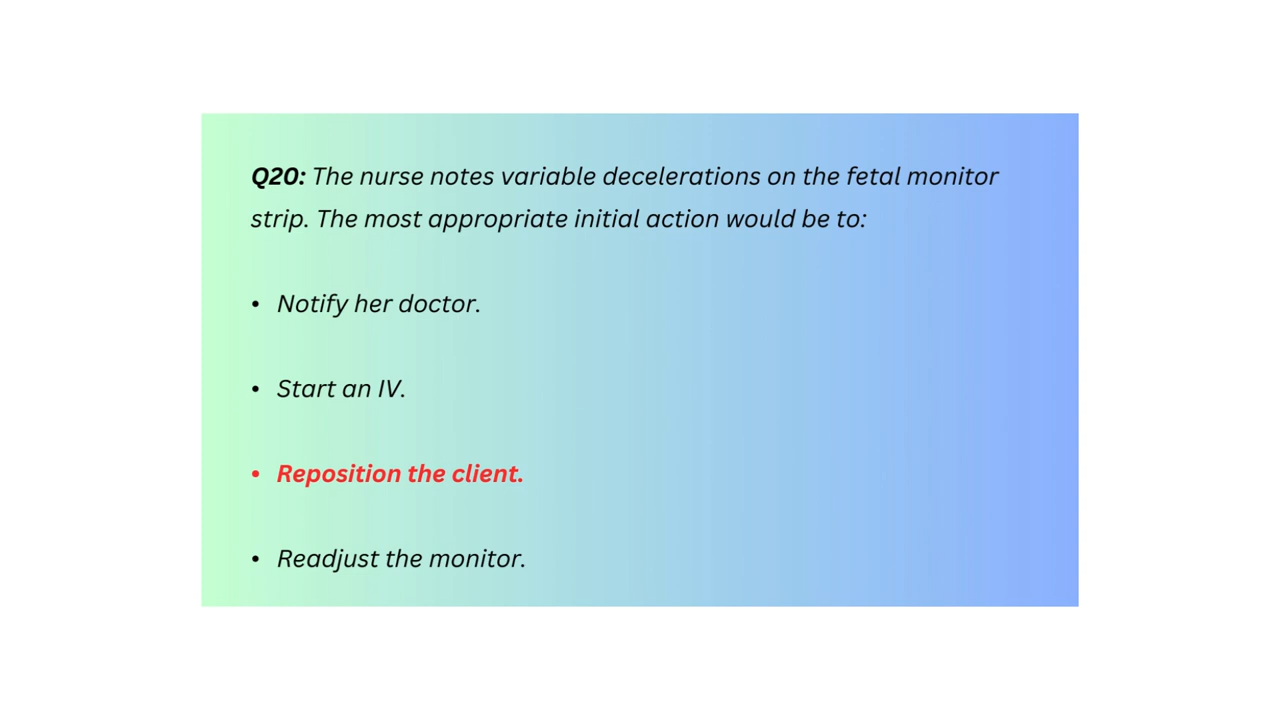 Q20: The nurse notes variable decelerations on the fetal monitor
strip. The most appropriate initial action would be to:
• Notify her doctor.
• Start an IV.
• Reposition the client.
• Readjust the monitor.